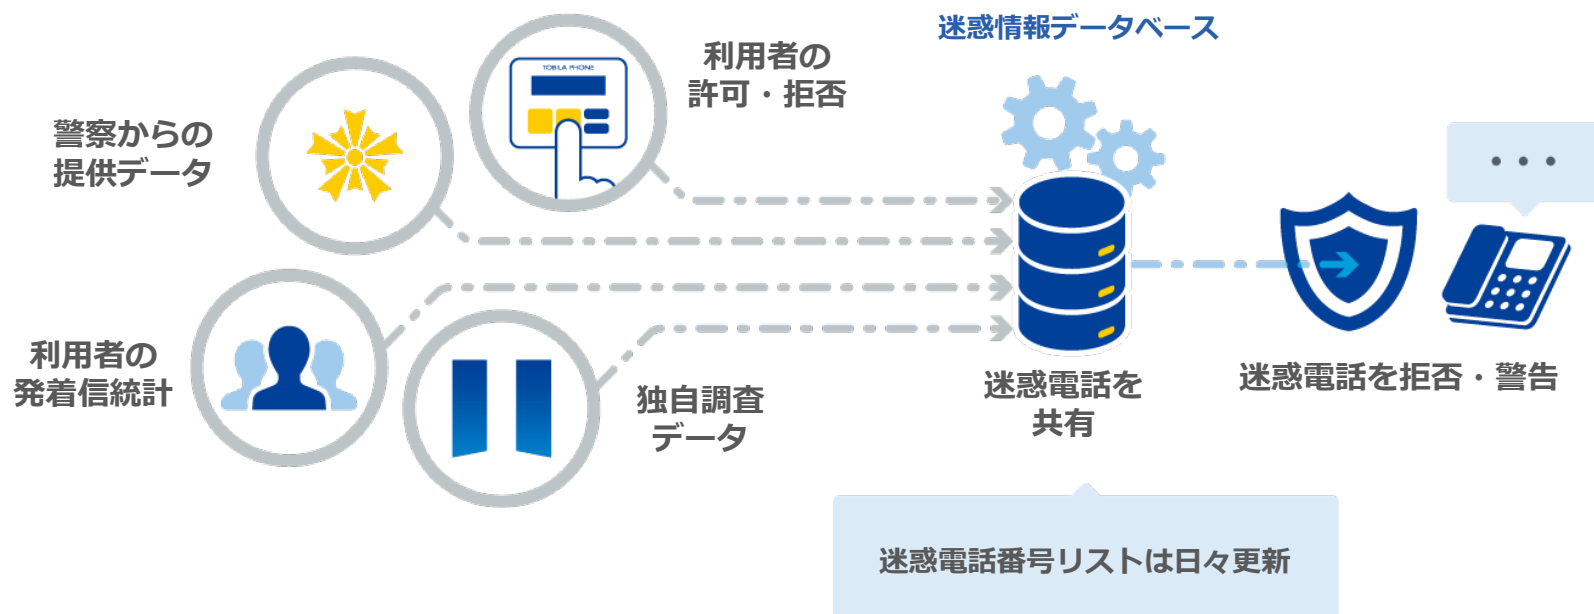 迷惑情報データベース
利用者の
許可・拒否
TOBILA PHONE
警察からの
提供データ
利用者の
発着信統計
独自調査
データ
迷惑電話を
共有
迷惑電話を拒否・警告
迷惑電話番号リストは日々更新